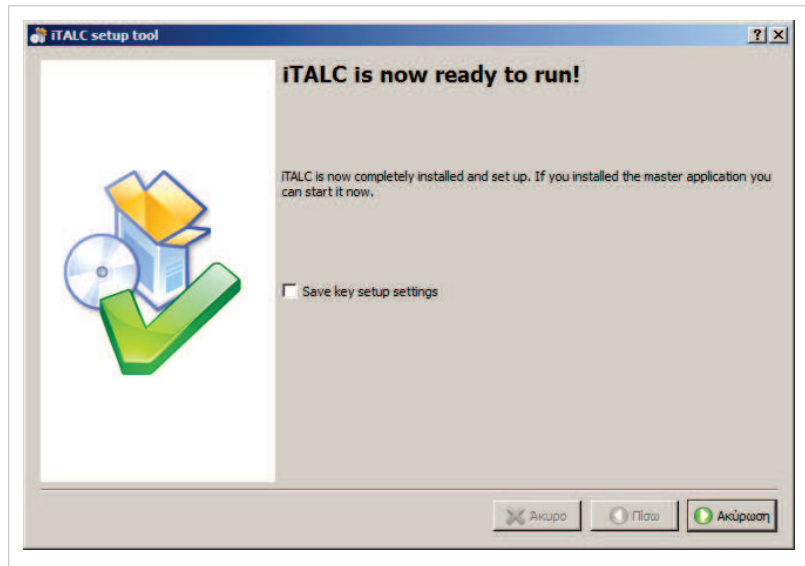 iTALC setup tool
iTALC is now ready to run!
iTALC is now completely installed and set up. If you installed the master application you
can start it now.
Save key setup settings
Άκυρο
Πίσω
Ακύρωση